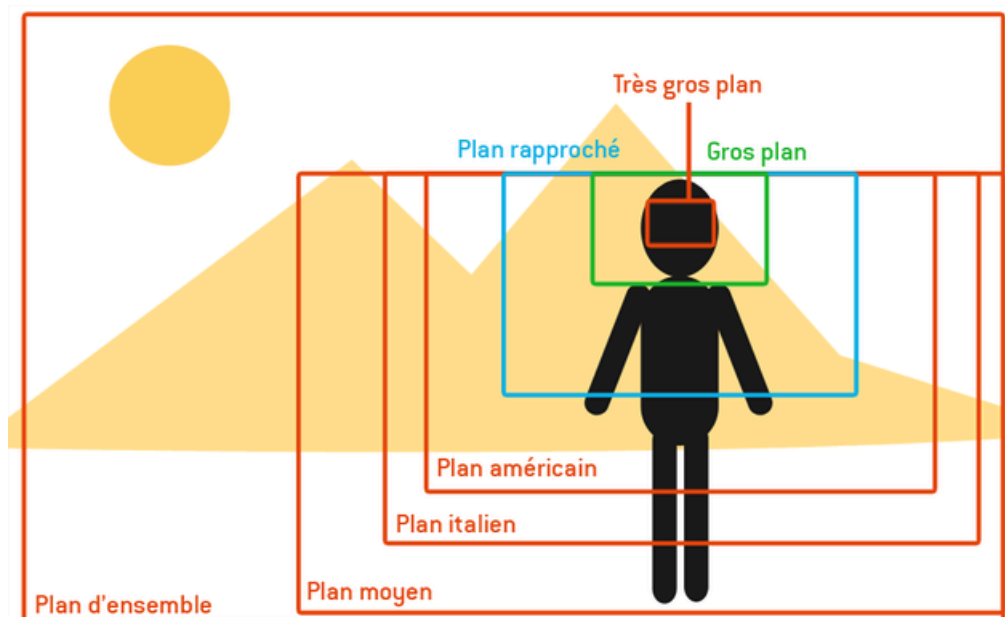 Très gros plan
Plan rapproché
Gros plan
Plan américain
Plan italien
Plan moyen
Plan d'ensemble